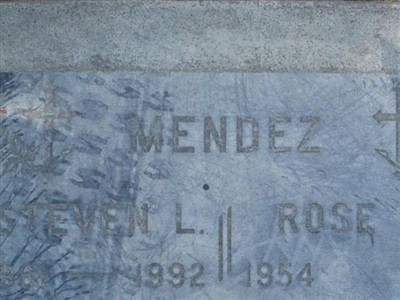 MENDEZ
STEVEN L. ROSE
1992 1954